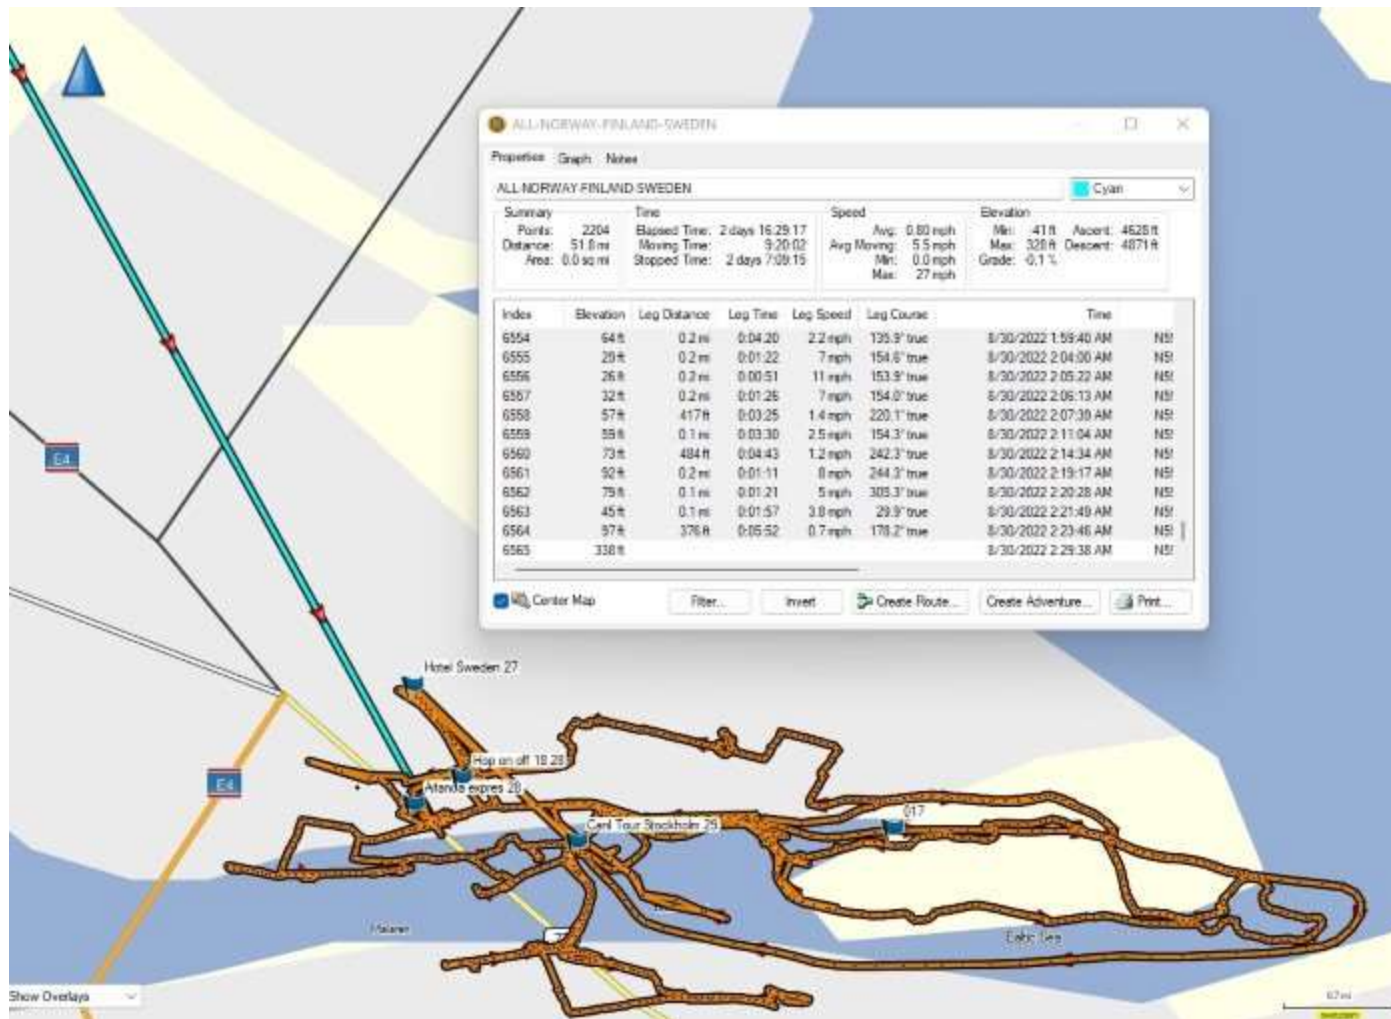 ALL-NORWAY-FINLAND-SWEDEN
Properties Graph Notes
ALL-NORWAY-FINLAND-SWEDEN
Cyan
Summary Time Speed Elevation
Points: 2204 Elapsed Time: 2 days 16:29:17 Avg: 0.80 mph Min: -41 ft Ascent: 4628 ft
Distance: 51.8 mi Moving Time: 9:20:02 Avg Moving: 5.5 mph Max: 328 ft Descent: 4871 ft
Area: 0.0 sq mi Stopped Time: 2 days 7:09:15 Min: 0.0 mph Grade: -0.1 %
Max: 27 mph
Index Elevation Leg Distance Leg Time Leg Speed Leg Course Time
6554 64 ft 0.2 mi 0:04:20 2.2 mph 135.9° true 8/30/2022 1:59:40 AM
6555 29 ft 0.2 mi 0:01:22 7 mph 154.6° true 8/30/2022 2:04:00 AM
6556 26 ft 0.2 mi 0:00:51 11 mph 153.9° true 8/30/2022 2:05:22 AM
6557 32 ft 0.2 mi 0:01:26 7 mph 154.0° true 8/30/2022 2:06:13 AM
6558 57 ft 417 ft 0:03:25 1.4 mph 220.1° true 8/30/2022 2:07:39 AM
6559 59 ft 0.1 mi 0:03:30 2.5 mph 154.3° true 8/30/2022 2:11:04 AM
6560 73 ft 484 ft 0:04:43 1.2 mph 242.3° true 8/30/2022 2:14:34 AM
6561 92 ft 0.2 mi 0:01:11 8 mph 244.3° true 8/30/2022 2:19:17 AM
6562 79 ft 0.1 mi 0:01:21 5 mph 305.3° true 8/30/2022 2:20:28 AM
6563 45 ft 0.1 mi 0:01:57 3.8 mph 29.9° true 8/30/2022 2:21:49 AM
6564 97 ft 376 ft 0:05:52 0.7 mph 178.2° true 8/30/2022 2:23:46 AM
6565 338 ft 8/30/2022 2:29:38 AM
Center Map Filter... Invert Create Route... Create Adventure... Print...
E4
Hotel Sweden 27
Hop on off 18 28
E4
expres 28
017
Tour Stockholm 29
Malaren
Baltic Sea
Show Overlays